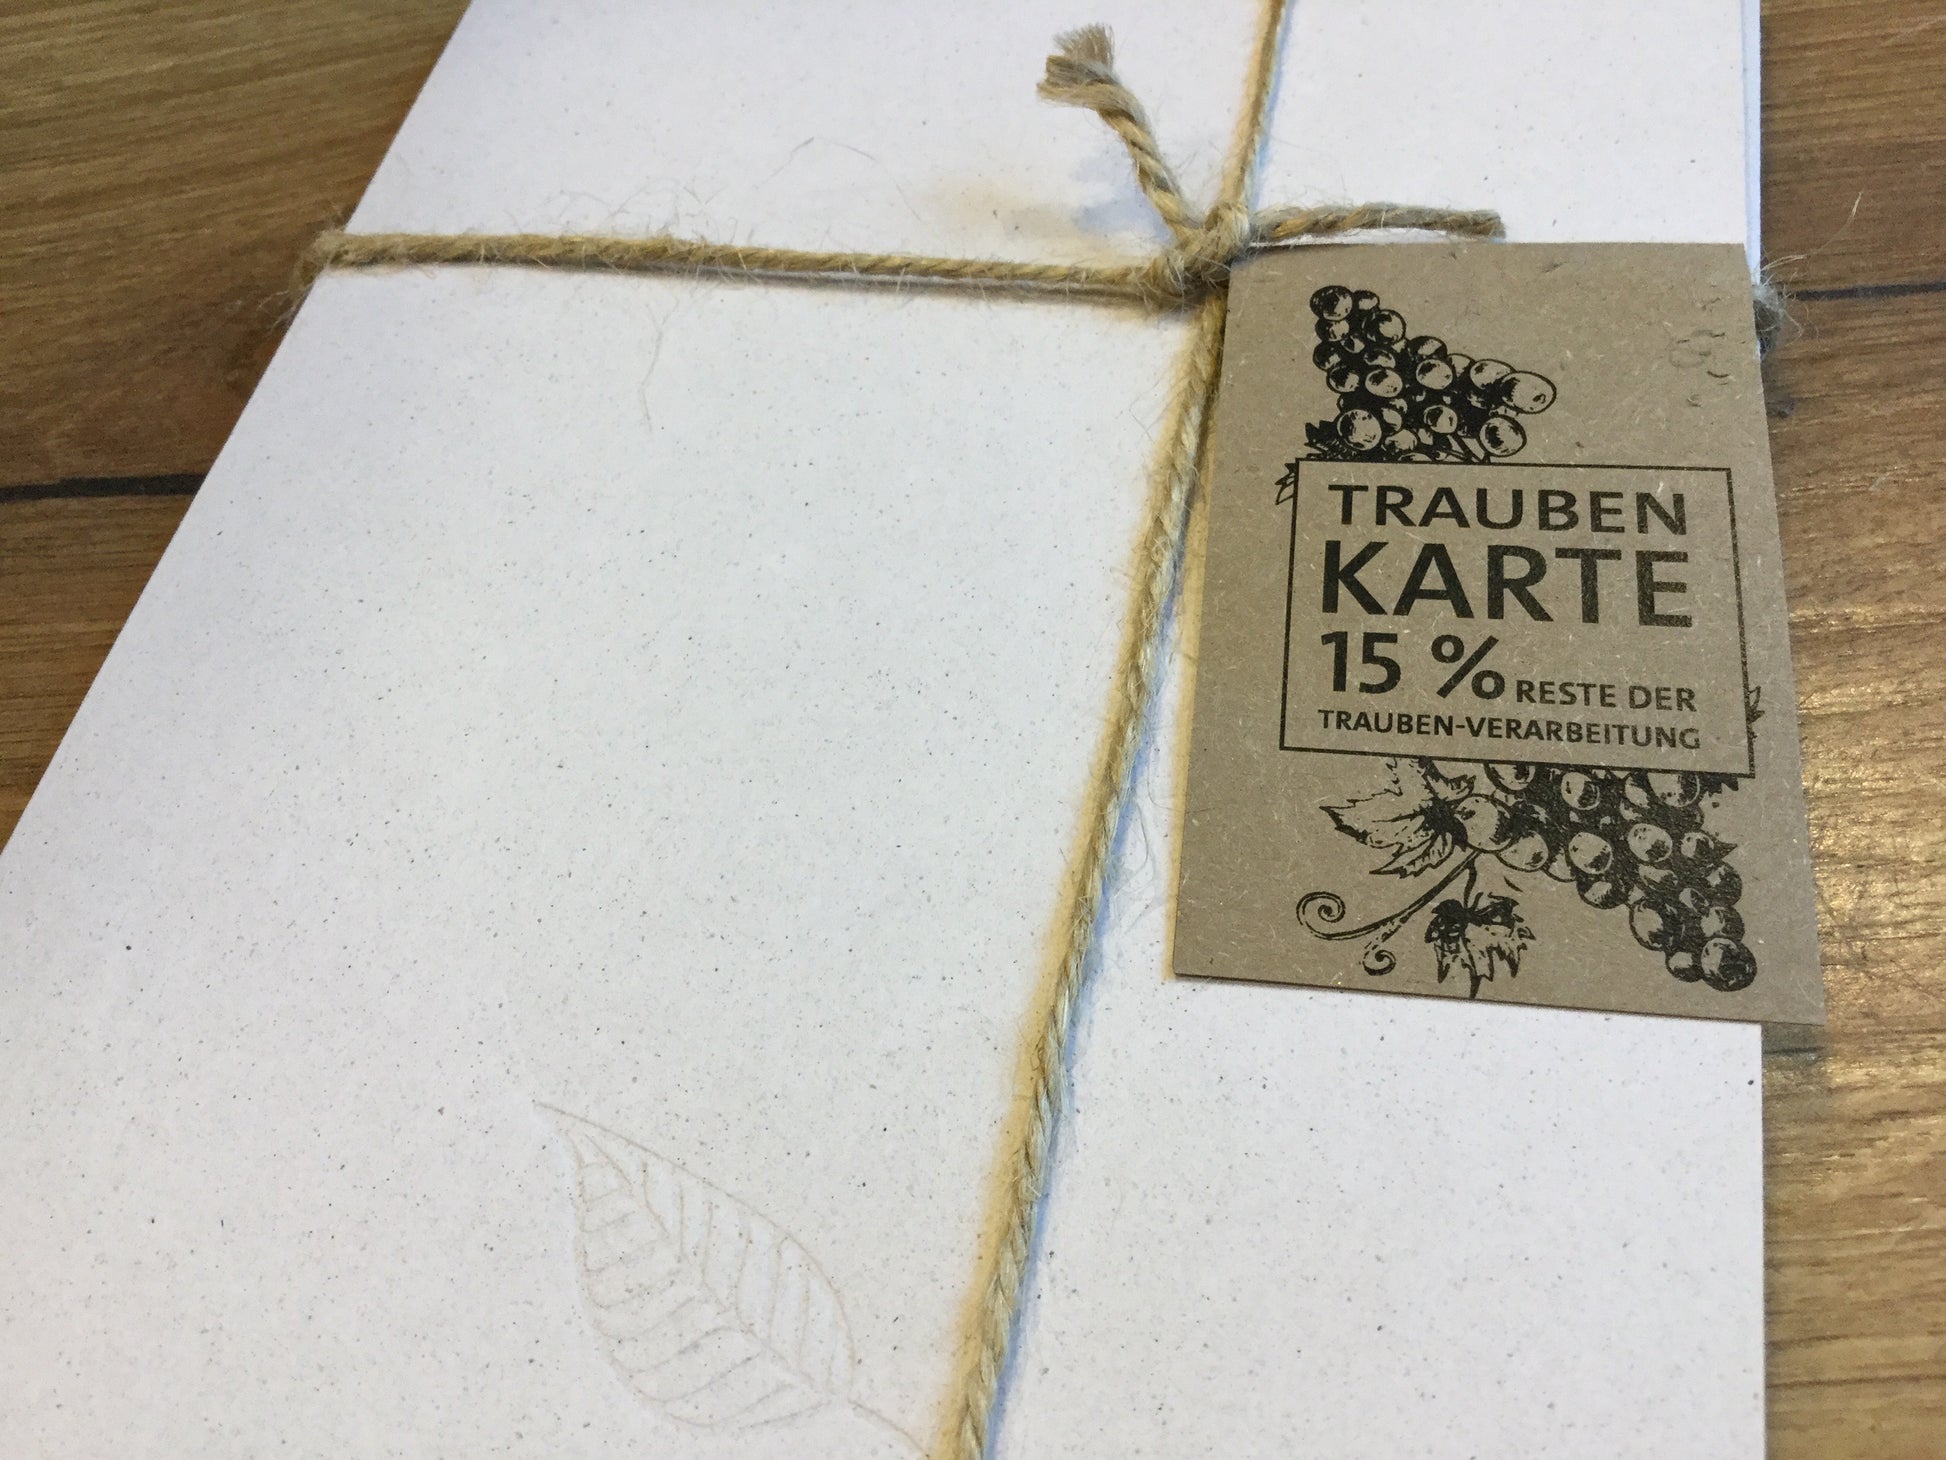 TRAUBEN
KARTE
15 % RESTE DER
TRAUBEN-VERARBEITUNG